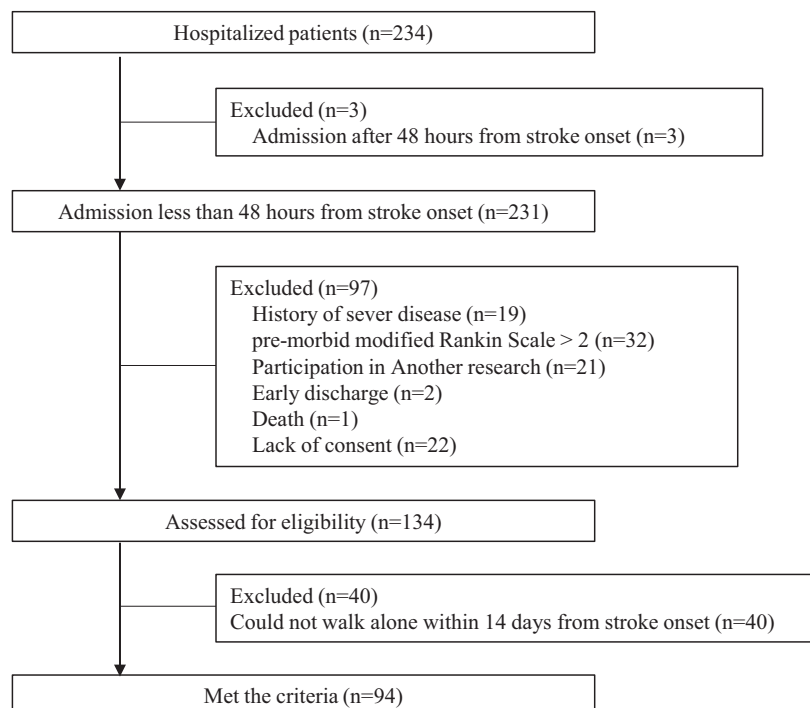 Hospitalized patients (n=234)
Excluded (n=3)
Admission after 48 hours from stroke onset (n=3)
Admission less than 48 hours from stroke onset (n=231)
Excluded (n=97)
History of sever disease (n=19)
pre-morbid modified Rankin Scale > 2 (n=32)
Participation in Another research (n=21)
Early discharge (n=2)
Death (n=1)
Lack of consent (n=22)
Assessed for eligibility (n=134)
Excluded (n=40)
Could not walk alone within 14 days from stroke onset (n=40)
Met the criteria (n=94)